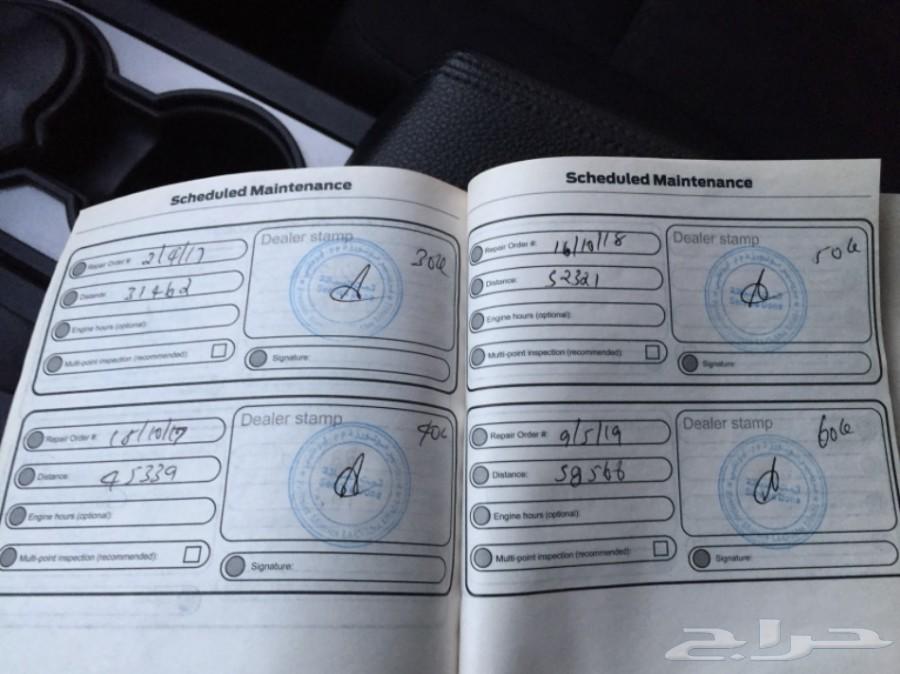 Scheduled Maintenance
Repair Order #: 2/4/17
Distance: 31462
Engine hours (optional):
Multi-point inspection (recommended):
Dealer stamp
30k
Signature:
Repair Order #: 18/10/17
Distance: 45339
Engine hours (optional):
Multi-point inspection (recommended):
Dealer stamp
40k
Signature:
Scheduled Maintenance
Repair Order #: 16/10/18
Distance: 52321
Engine hours (optional):
Multi-point inspection (recommended):
Dealer stamp
50k
Signature:
Repair Order #: 9/5/19
Distance: 59566
Engine hours (optional):
Multi-point inspection (recommended):
Dealer stamp
60k
Signature:
حراج